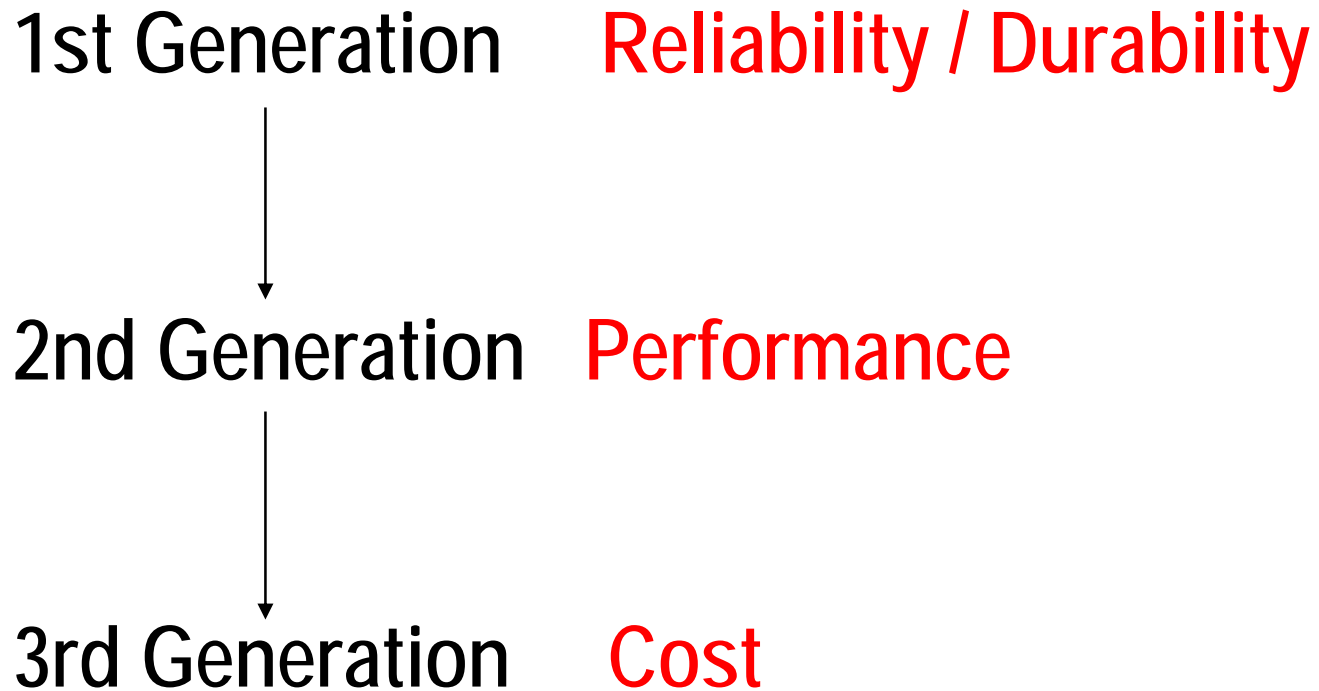 1st Generation Reliability / Durability
2nd Generation Performance
3rd Generation Cost